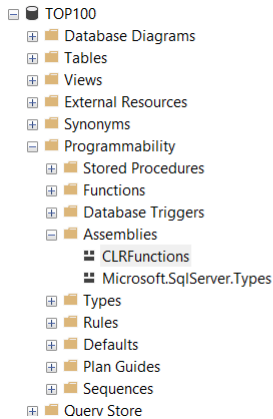 TOP100
Database Diagrams
Tables
Views
External Resources
Synonyms
Programmability
Stored Procedures
Functions
Database Triggers
Assemblies
CLRFunctions
Microsoft.SqlServer.Types
Types
Rules
Defaults
Plan Guides
Sequences
Query Store